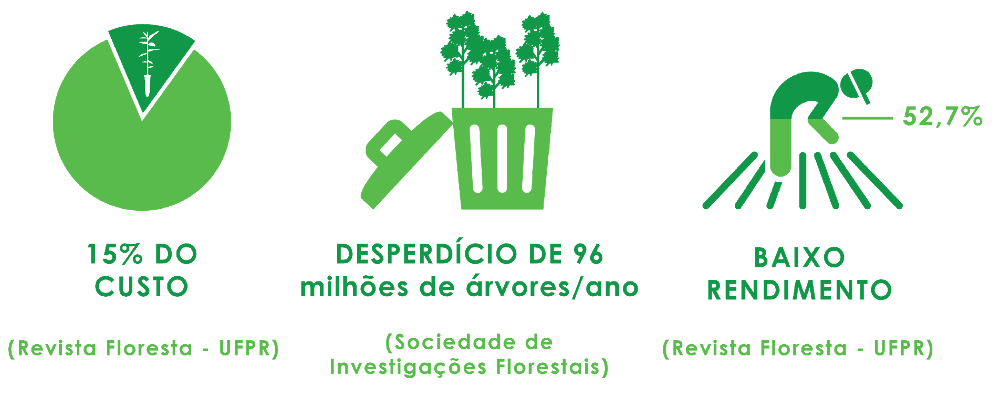 52,7%
15% DO
CUSTO
(Revista Floresta - UFPR)
DESPERDÍCIO DE 96
milhões de árvores/ano
(Sociedade de
Investigações Florestais)
BAIXO
RENDIMENTO
(Revista Floresta - UFPR)